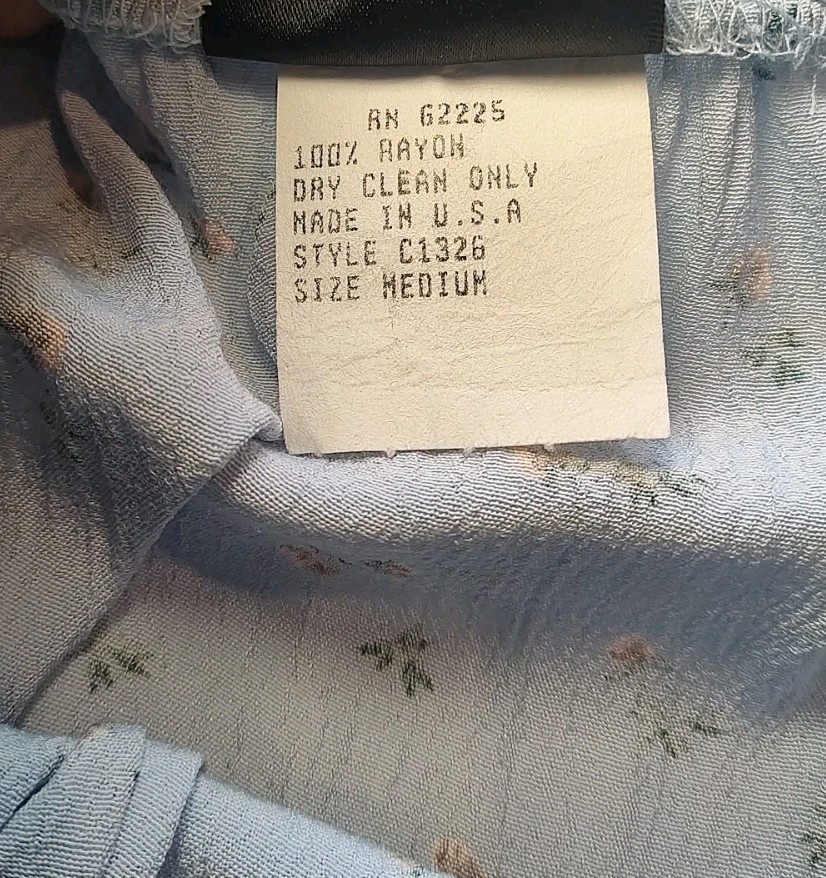 RN 62225
100% RAYON
DRY CLEAN ONLY
MADE IN U.S.A
STYLE C1326
SIZE MEDIUM